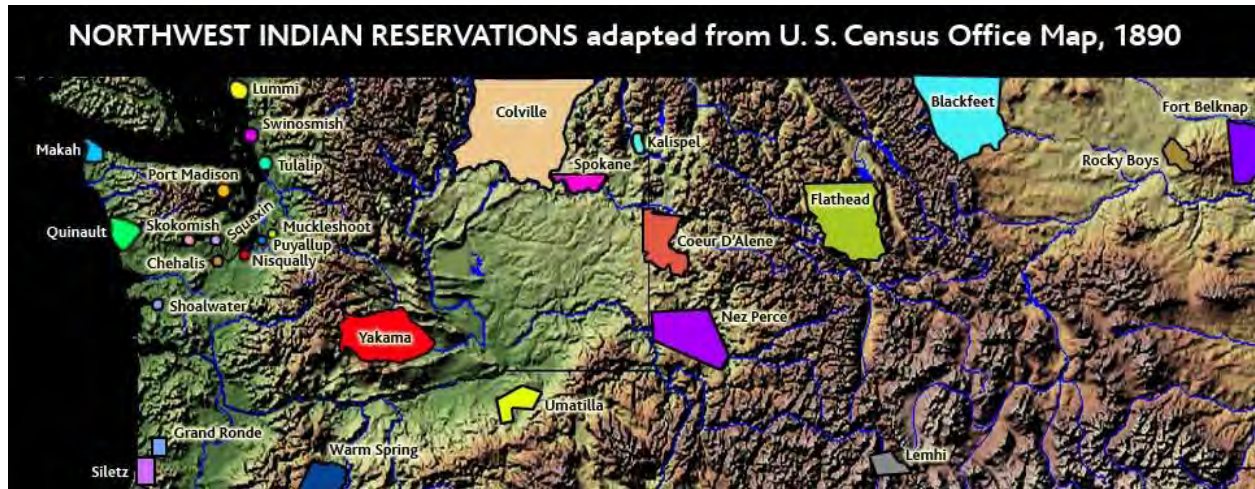 NORTHWEST INDIAN RESERVATIONS adapted from U. S. Census Office Map, 1890
Lummi
Colville
Blackfeet
Fort Belknap
Swinosmish
Makah
Kalispel
Tulalip
Spokane
Rocky Boys
Port Madison
Flathead
Skokomish
Squaxin
Muckleshoot
Quinault
Puyallup
Coeur D'Alene
Chehalis
Nisqually
Shoalwater
Nez Perce
Yakama
Umatilla
Grand Ronde
Warm Spring
Lemhi
Siletz